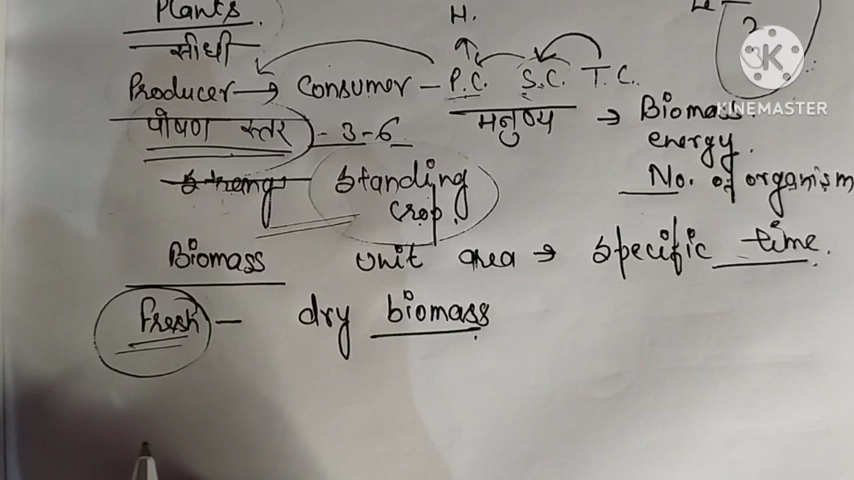 Plants.
H.
सीधी
Producer → Consumer - P.C. S.C. T.C.
पोषण स्तर - 3-6
मनुष्य → Biomass.
energy.
No. of organism
Standing
crop.
Biomass unit area → specific time.
Fresh - dry biomass
KINEMASTER